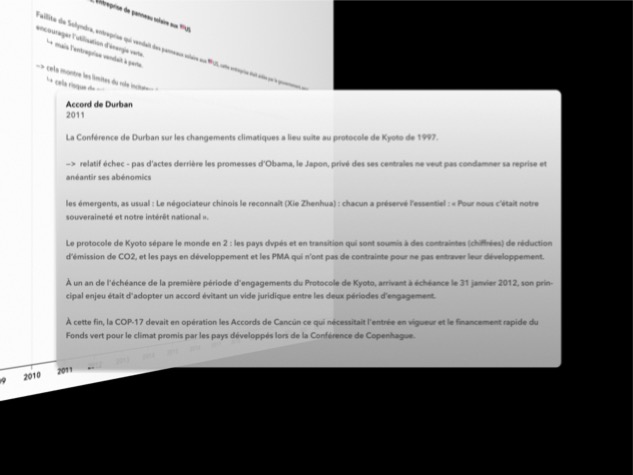 entreprise de panneau solaire aux US
Faillite de Solyndra, entreprise qui vendait des panneaux solaire aux US, cette entreprise était aidée par le gouvernement
encourager l'utilisation d'énergie verte.
mais l'entreprise vendait à perte.
--> cela montre les limites du role
cela risque de
Accord de Durban
2011
La Conférence de Durban sur les changements climatiques a lieu suite au protocole de Kyoto de 1997.
--> relatif échec - pas d'actes derrière les promesses d'Obama, le Japon, privé des ses centrales ne veut pas condamner sa reprise et
anéantir ses abénomics
les émergents, as usual : Le négociateur chinois le reconnaît (Xie Zhenhua) : chacun a préservé l'essentiel : « Pour nous c'était notre
souveraineté et notre intérêt national ».
Le protocole de Kyoto sépare le monde en 2 : les pays dvpés et en transition qui sont soumis à des contraintes (chiffrées) de réduction
d'émission de CO2, et les pays en développement et les PMA qui n'ont pas de contrainte pour ne pas entraver leur développement.
À un an de l'échéance de la première période d'engagements du Protocole de Kyoto, arrivant à échéance le 31 janvier 2012, son prin-
cipal enjeu était d'adopter un accord évitant un vide juridique entre les deux périodes d'engagement.
À cette fin, la COP-17 devait en opération les Accords de Cancún ce qui nécessitait l'entrée en vigueur et le financement rapide du
Fonds vert pour le climat promis par les pays développés lors de la Conférence de Copenhague.
09 2010 2011